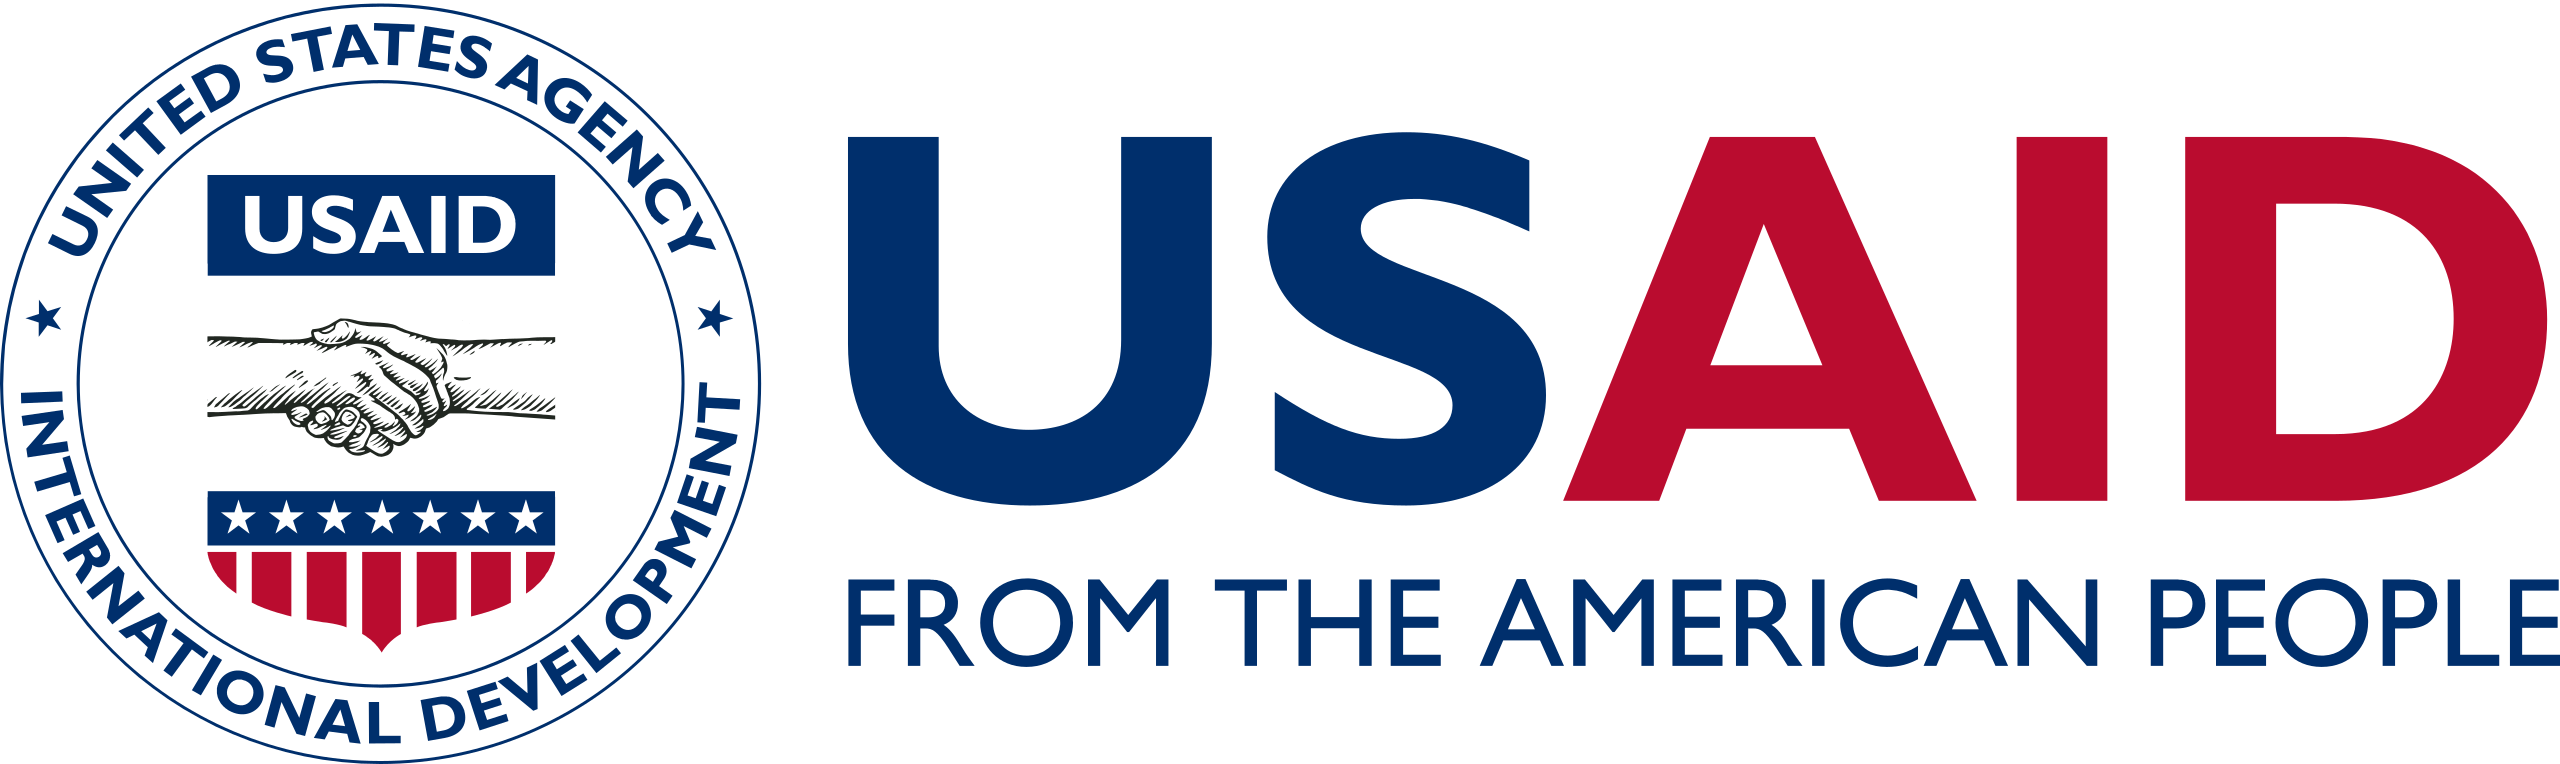 UNITED STATES AGENCY
INTERNATIONAL DEVELOPMENT
USAID
USAID
FROM THE AMERICAN PEOPLE